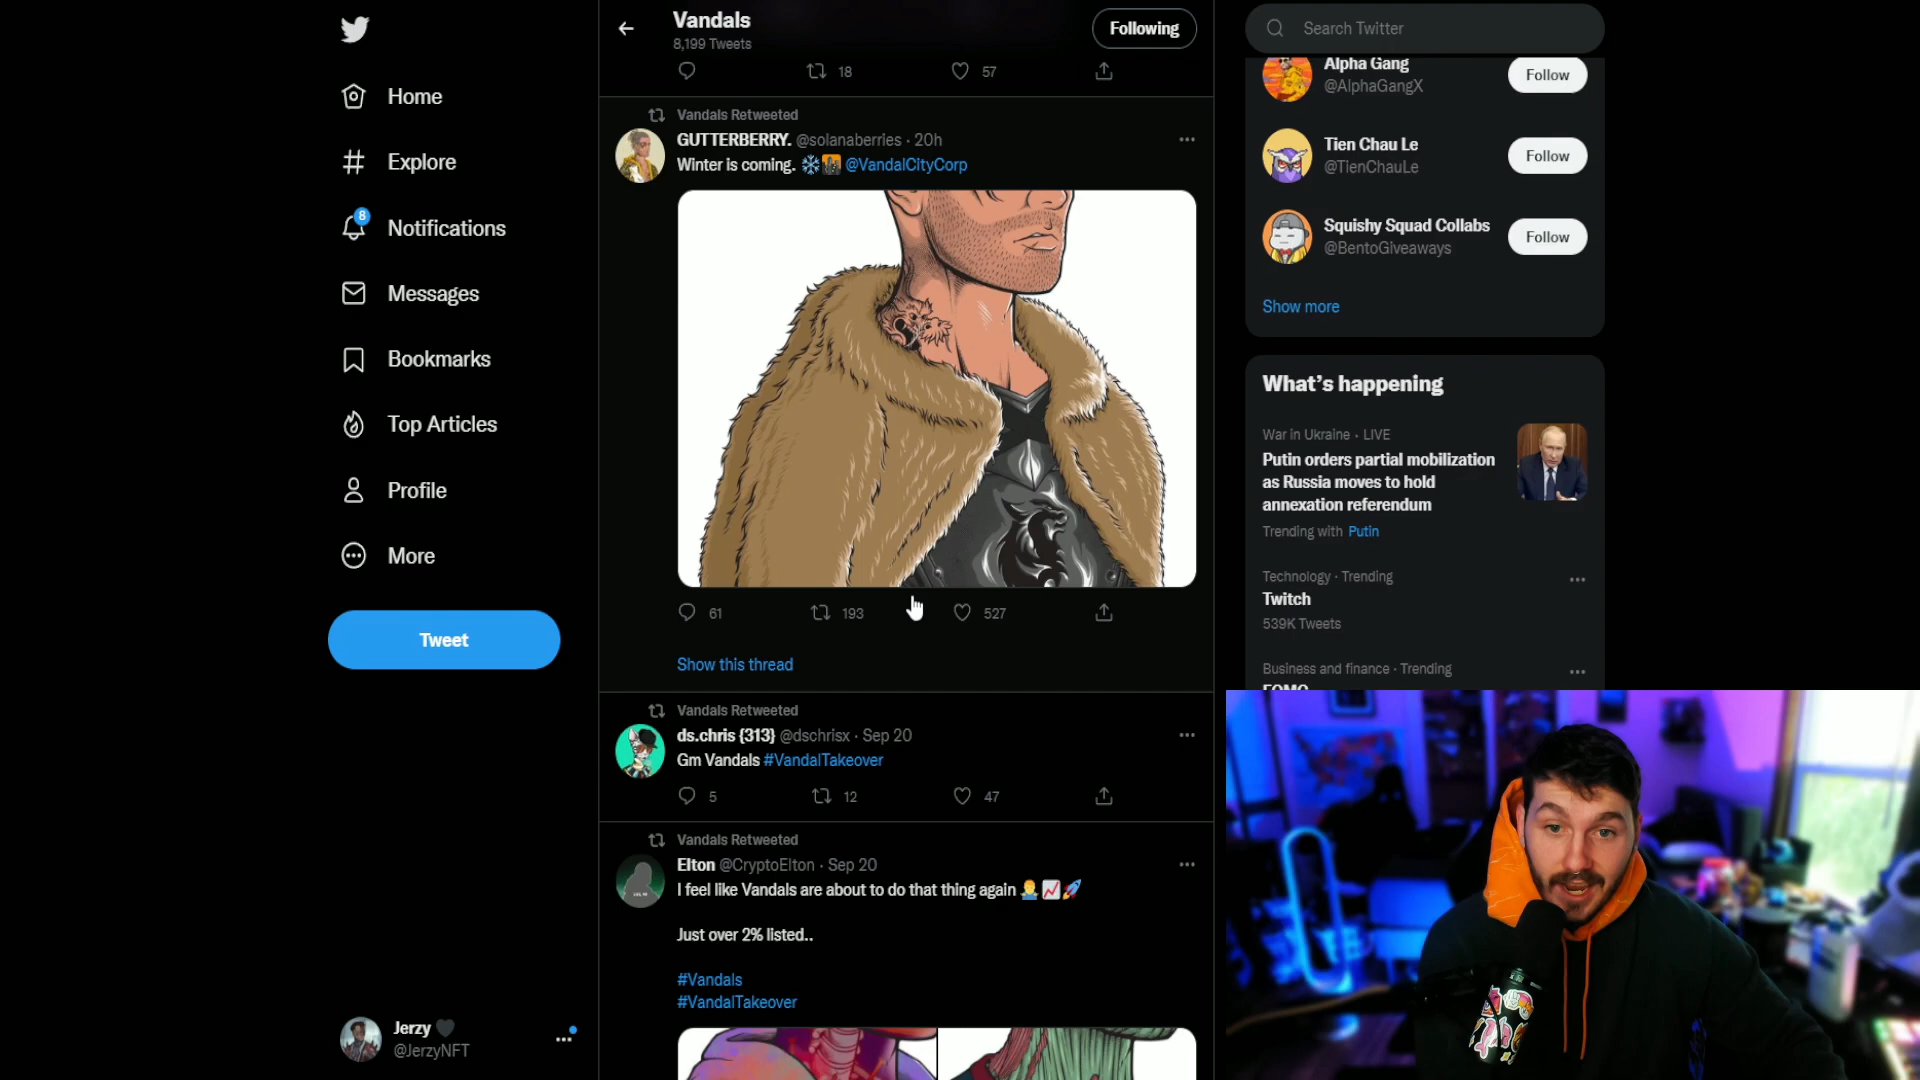 Home
Explore
8
Notifications
Messages
Bookmarks
Top Articles
Profile
More
Tweet
Jerzy
@JerzyNFT
Vandals
8,199 Tweets
Following
18
57
Vandals Retweeted
GUTTERBERRY. @solanaberries · 20h
Winter is coming. ❄️🌆 @VandalCityCorp
61
193
527
Show this thread
Vandals Retweeted
ds.chris {313} @dschrisx · Sep 20
Gm Vandals #VandalTakeover
5
12
47
Vandals Retweeted
Elton @CryptoElton · Sep 20
I feel like Vandals are about to do that thing again 🤷‍♂️📈🚀
Just over 2% listed..
#Vandals
#VandalTakeover
Search Twitter
Alpha Gang
@AlphaGangX
Follow
Tien Chau Le
@TienChauLe
Follow
Squishy Squad Collabs
@BentoGiveaways
Follow
Show more
What's happening
War in Ukraine · LIVE
Putin orders partial mobilization
as Russia moves to hold
annexation referendum
Trending with Putin
Technology · Trending
Twitch
539K Tweets
Business and finance · Trending
FOMO